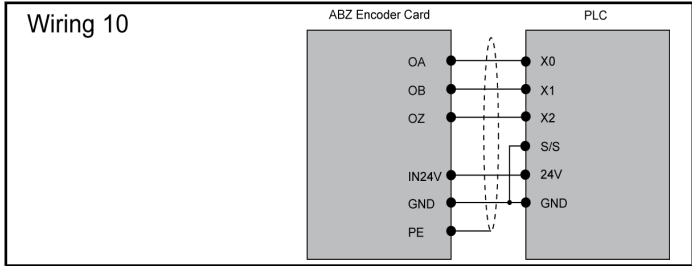 Wiring 10
ABZ Encoder Card PLC
OA X0
OB X1
OZ X2
S/S
IN24V 24V
GND GND
PE